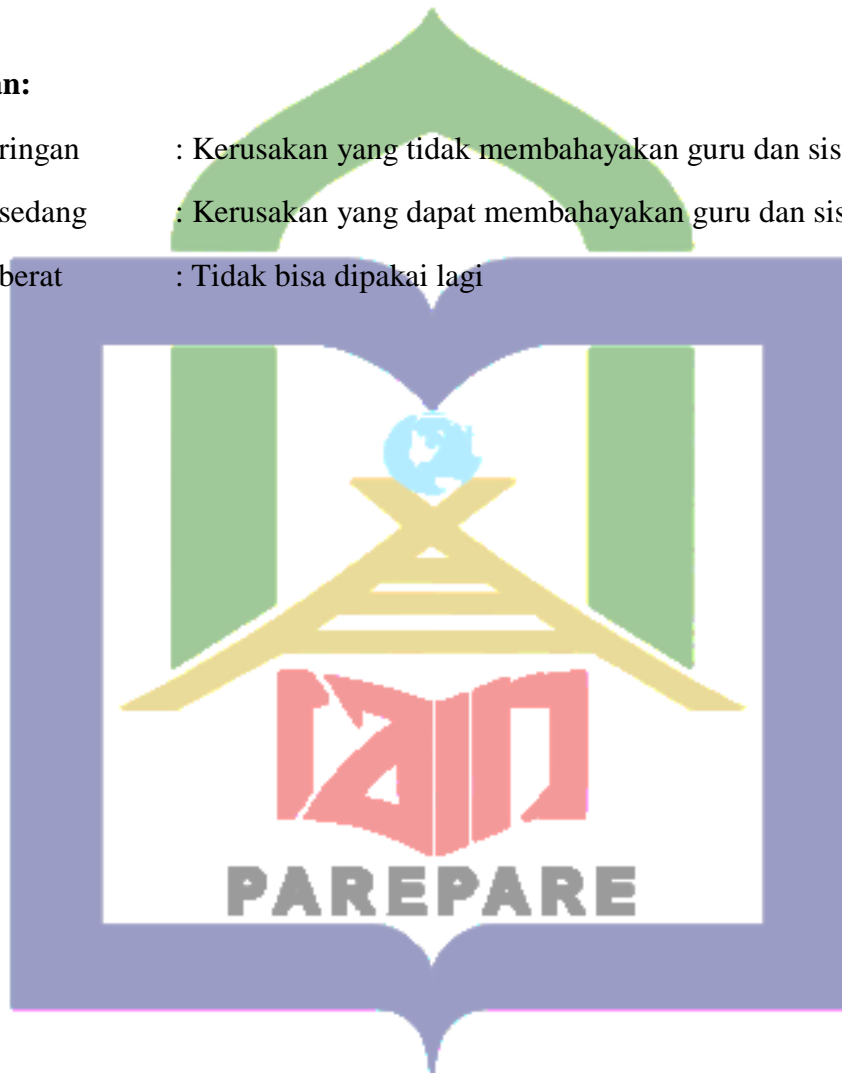 an:
ringan : Kerusakan yang tidak membahayakan guru dan sis
sedang : Kerusakan yang dapat membahayakan guru dan sis
berat : Tidak bisa dipakai lagi
iain
PAREPARE